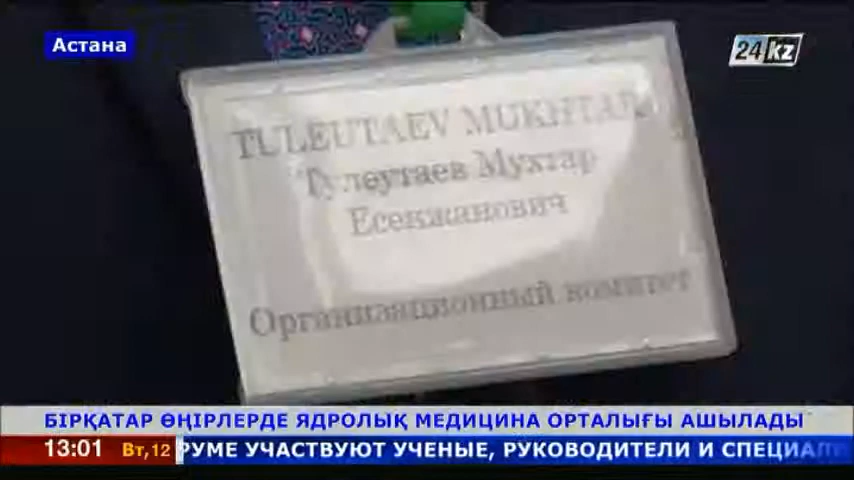 Астана
24kz
TULEUTAEV MUKHTAR
Тулеутаев Мухтар
Есенжанович
Организационный комитет
БІРҚАТАР ӨҢІРЛЕРДЕ ЯДРОЛЫҚ МЕДИЦИНА ОРТАЛЫҒЫ АШЫЛАДЫ
13:01 Вт,12 РУМЕ УЧАСТВУЮТ УЧЕНЫЕ, РУКОВОДИТЕЛИ И СПЕЦИАЛ